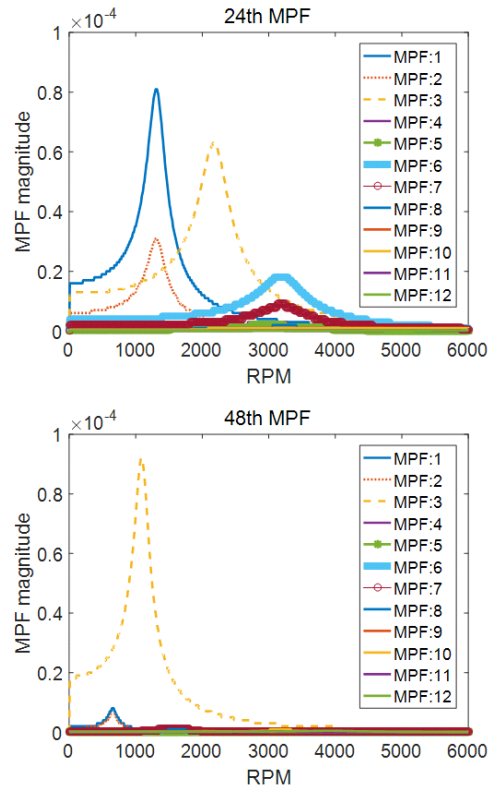 ×10^-4
24th MPF
1
0.8
0.6
0.4
0.2
0
MPF magnitude
MPF:1
MPF:2
MPF:3
MPF:4
MPF:5
MPF:6
MPF:7
MPF:8
MPF:9
MPF:10
MPF:11
MPF:12
0 1000 2000 3000 4000 5000 6000
RPM
×10^-4
48th MPF
1
0.8
0.6
0.4
0.2
0
MPF magnitude
MPF:1
MPF:2
MPF:3
MPF:4
MPF:5
MPF:6
MPF:7
MPF:8
MPF:9
MPF:10
MPF:11
MPF:12
0 1000 2000 3000 4000 5000 6000
RPM